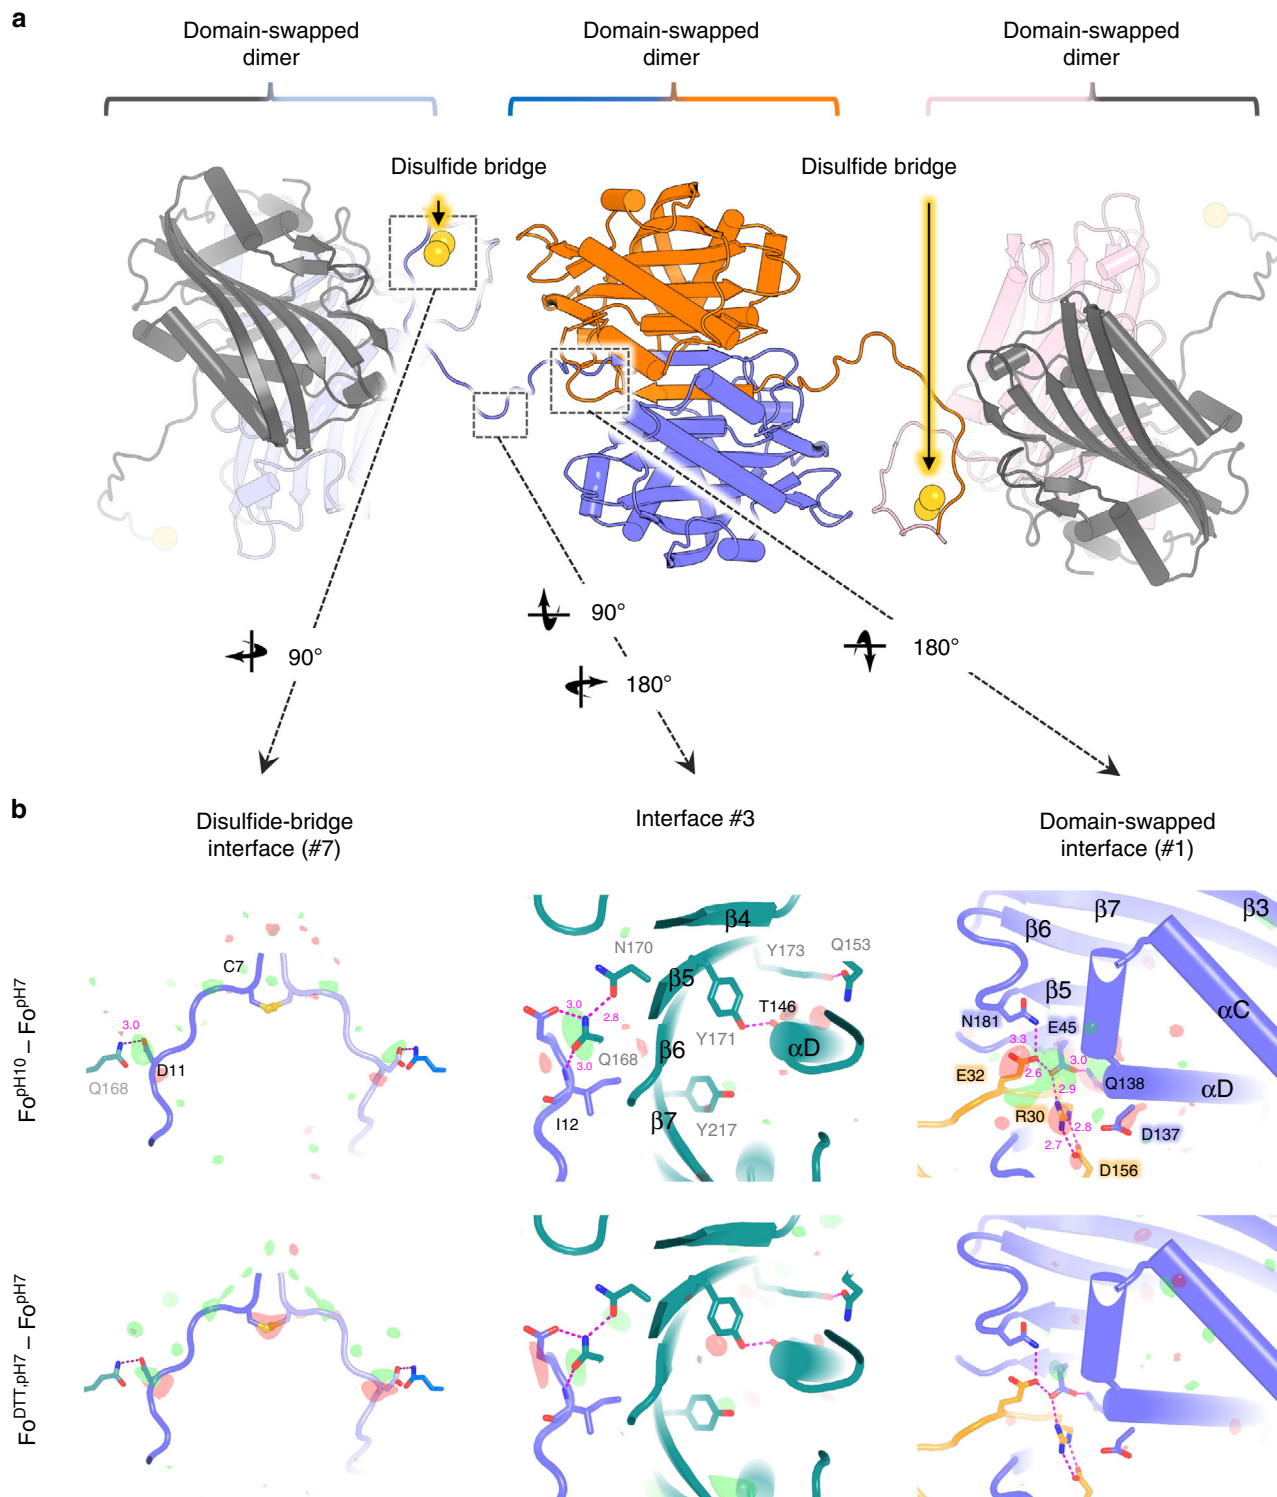 a
Domain-swapped
dimer
Domain-swapped
dimer
Domain-swapped
dimer
Disulfide bridge
Disulfide bridge
90°
90°
180°
180°
b
Disulfide-bridge
interface (#7)
Interface #3
Domain-swapped
interface (#1)
Fo^pH10 – Fo^pH7
C7
3.0
Q168
D11
β4
N170
Y173
Q153
β5
3.0
2.8
T146
Q168
β6
Y171
αD
3.0
I12
β7
Y217
β7
β3
β6
β5
N181
E45
αC
3.3
3.0
E32
2.6
Q138
αD
2.9
R30
2.8
D137
2.7
D156
Fo^DTT,pH7 – Fo^pH7